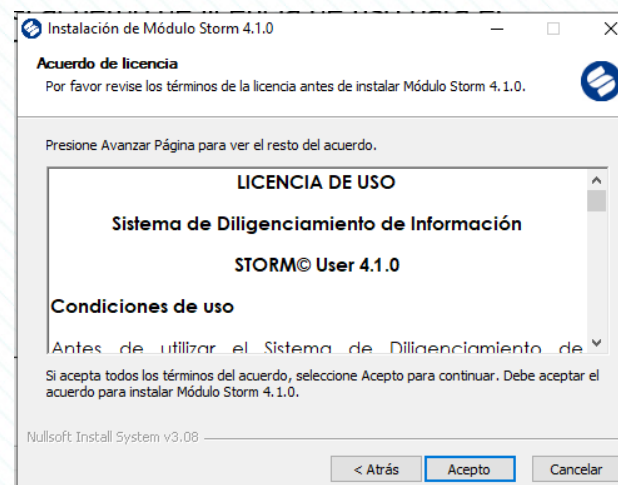 Instalación de Módulo Storm 4.1.0
Acuerdo de licencia
Por favor revise los términos de la licencia antes de instalar Módulo Storm 4.1.0.
Presione Avanzar Página para ver el resto del acuerdo.
LICENCIA DE USO
Sistema de Diligenciamiento de Información
STORM© User 4.1.0
Condiciones de uso
Antes de utilizar el Sistema de Diligenciamiento de
Si acepta todos los términos del acuerdo, seleccione Acepto para continuar. Debe aceptar el
acuerdo para instalar Módulo Storm 4.1.0.
Nullsoft Install System v3.08
< Atrás Acepto Cancelar